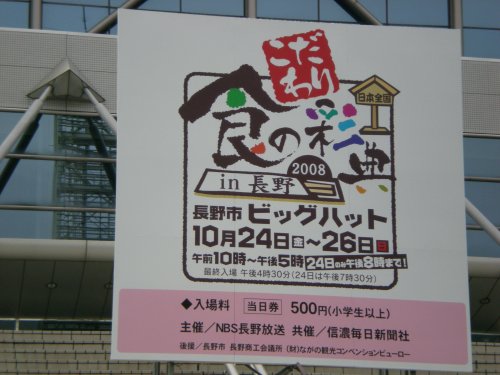 こだわり
日本全国
食の彩典
2008
in 長野
長野市 ビッグハット
10月24日金～26日日
午前10時～午後5時 24日のみ午後8時まで！
最終入場 午後4時30分(24日は午後7時30分)
◆入場料 当日券 500円(小学生以上)
主催／NBS長野放送 共催／信濃毎日新聞社
後援／長野市 長野商工会議所 (財)ながの観光コンベンションビューロー